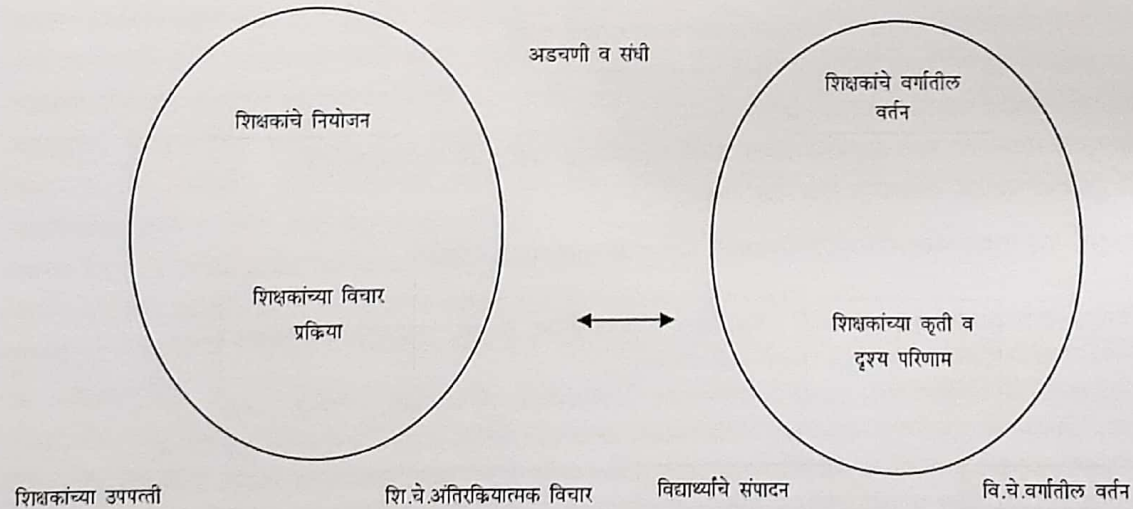 अडचणी व संधी
शिक्षकांचे वर्गातील
वर्तन
शिक्षकांचे नियोजन
शिक्षकांच्या विचार
प्रक्रिया
शिक्षकांच्या कृती व
दृश्य परिणाम
शिक्षकांच्या उपपत्ती
शि.चे.अंतिरक्रियात्मक विचार
विद्यार्थ्यांचे संपादन
वि.चे.वर्गातील वर्तन